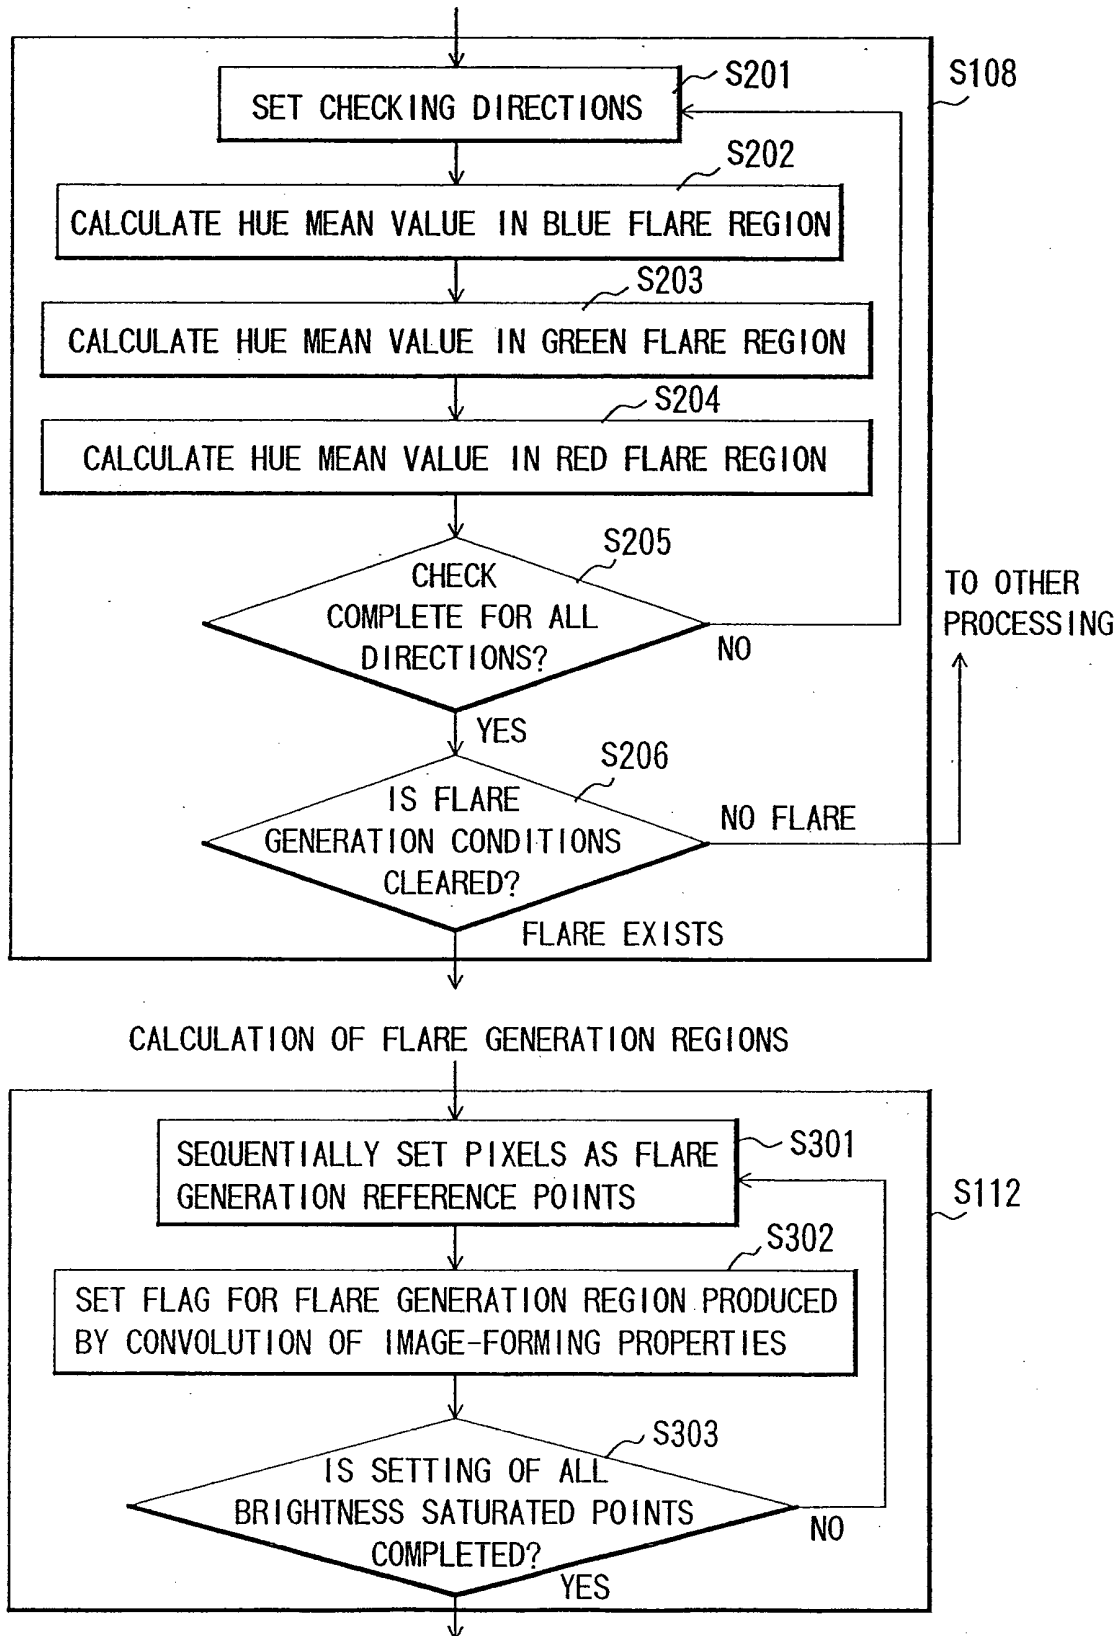 S201
S108
SET CHECKING DIRECTIONS
S202
CALCULATE HUE MEAN VALUE IN BLUE FLARE REGION
S203
CALCULATE HUE MEAN VALUE IN GREEN FLARE REGION
S204
CALCULATE HUE MEAN VALUE IN RED FLARE REGION
S205
CHECK
COMPLETE FOR ALL
DIRECTIONS?
NO
TO OTHER
PROCESSING
YES
S206
IS FLARE
GENERATION CONDITIONS
CLEARED?
NO FLARE
FLARE EXISTS
CALCULATION OF FLARE GENERATION REGIONS
S301
SEQUENTIALLY SET PIXELS AS FLARE
GENERATION REFERENCE POINTS
S112
S302
SET FLAG FOR FLARE GENERATION REGION PRODUCED
BY CONVOLUTION OF IMAGE-FORMING PROPERTIES
S303
IS SETTING OF ALL
BRIGHTNESS SATURATED POINTS
COMPLETED?
NO
YES